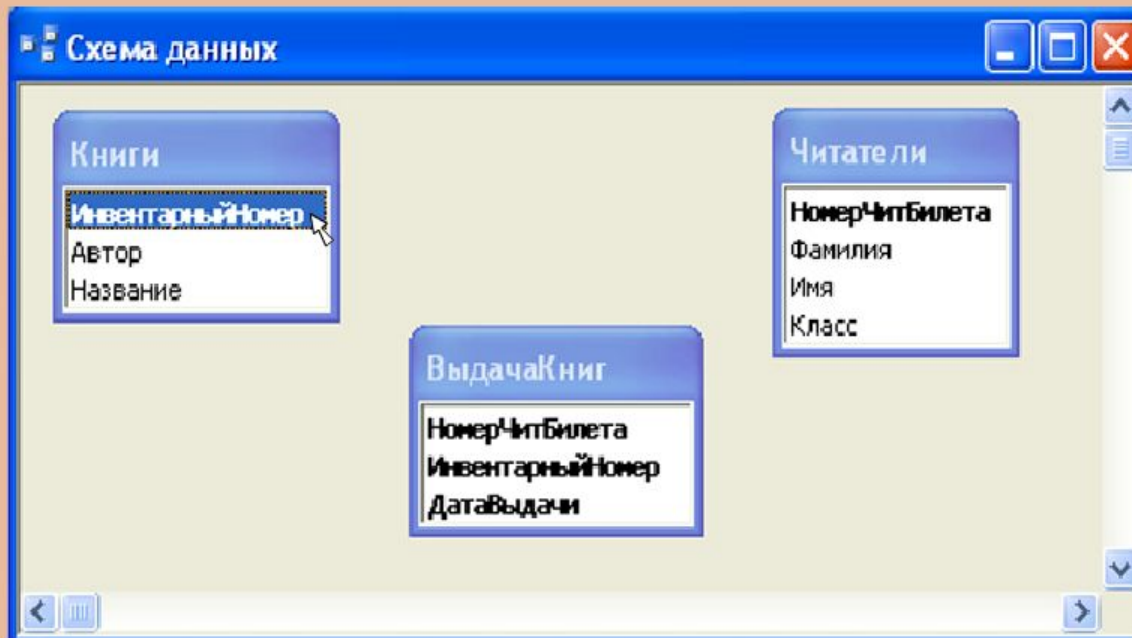 Схема данных
Книги
ИнвентарныйНомер
Автор
Название
Читатели
НомерЧитБилета
Фамилия
Имя
Класс
ВыдачаКниг
НомерЧитБилета
ИнвентарныйНомер
ДатаВыдачи